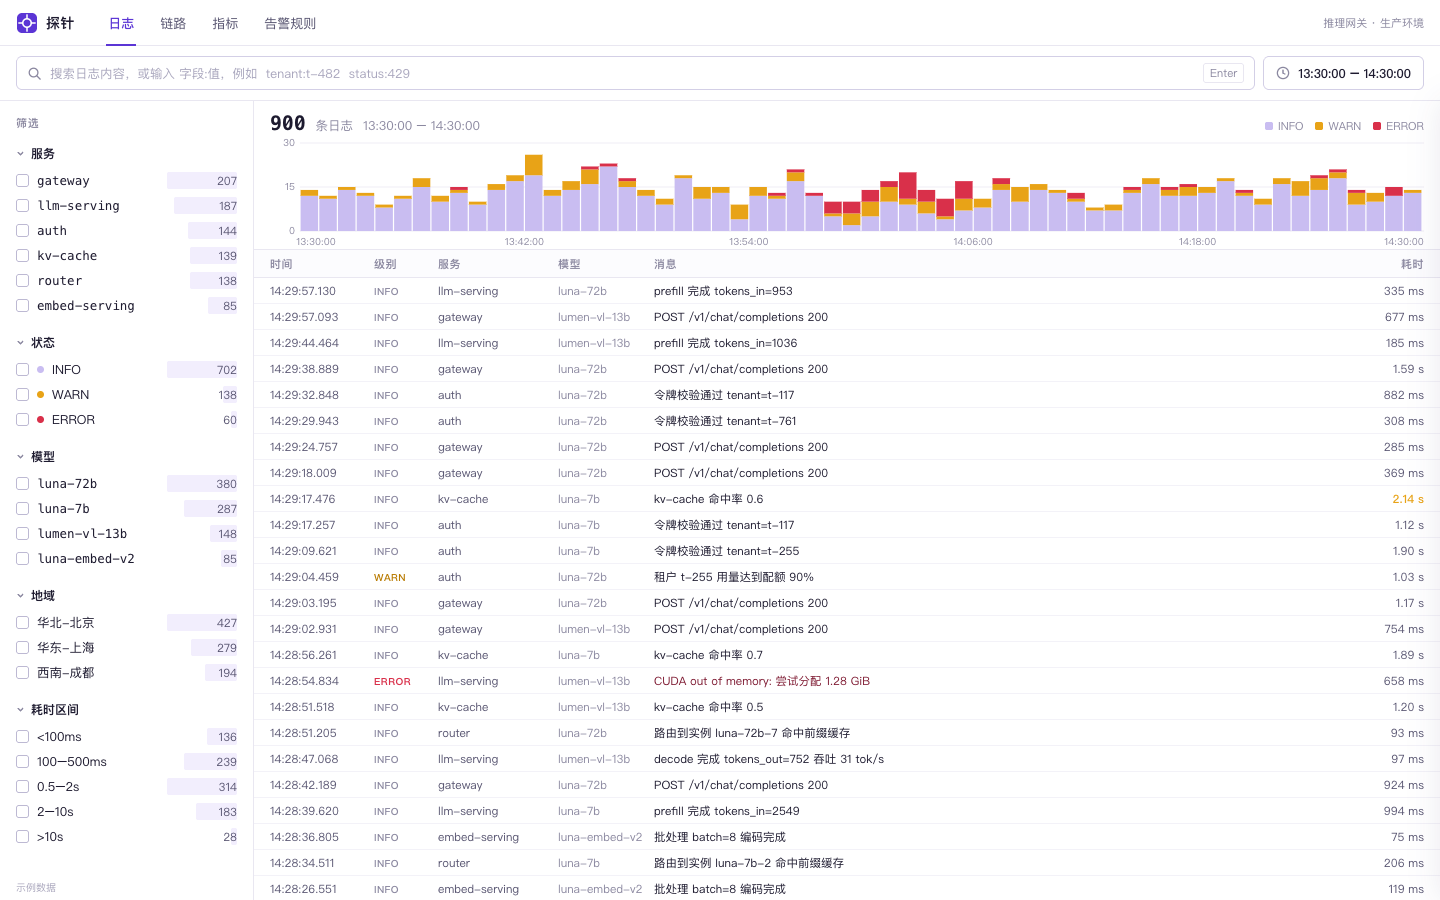 探针 日志 链路 指标 告警规则 推理网关 · 生产环境
搜索日志内容，或输入 字段:值，例如 tenant:t-482 status:429 Enter 13:30:00 — 14:30:00
筛选
服务
gateway 207
llm-serving 187
auth 144
kv-cache 139
router 138
embed-serving 85
状态
INFO 702
WARN 138
ERROR 60
模型
luna-72b 380
luna-7b 287
lumen-vl-13b 148
luna-embed-v2 85
地域
华北-北京 427
华东-上海 279
西南-成都 194
耗时区间
<100ms 136
100—500ms 239
0.5—2s 314
2—10s 183
>10s 28
示例数据
900 条日志 13:30:00 — 14:30:00 INFO WARN ERROR
30
15
0
13:30:00 13:42:00 13:54:00 14:06:00 14:18:00 14:30:00
时间 级别 服务 模型 消息 耗时
14:29:57.130 INFO llm-serving luna-72b prefill 完成 tokens_in=953 335 ms
14:29:57.093 INFO gateway lumen-vl-13b POST /v1/chat/completions 200 677 ms
14:29:44.464 INFO llm-serving lumen-vl-13b prefill 完成 tokens_in=1036 185 ms
14:29:38.889 INFO gateway luna-72b POST /v1/chat/completions 200 1.59 s
14:29:32.848 INFO auth luna-72b 令牌校验通过 tenant=t-117 882 ms
14:29:29.943 INFO auth luna-72b 令牌校验通过 tenant=t-761 308 ms
14:29:24.757 INFO gateway luna-72b POST /v1/chat/completions 200 285 ms
14:29:18.009 INFO gateway luna-72b POST /v1/chat/completions 200 369 ms
14:29:17.476 INFO kv-cache luna-7b kv-cache 命中率 0.6 2.14 s
14:29:17.257 INFO auth luna-7b 令牌校验通过 tenant=t-117 1.12 s
14:29:09.621 INFO auth luna-7b 令牌校验通过 tenant=t-255 1.90 s
14:29:04.459 WARN auth luna-72b 租户 t-255 用量达到配额 90% 1.03 s
14:29:03.195 INFO gateway luna-72b POST /v1/chat/completions 200 1.17 s
14:29:02.931 INFO gateway lumen-vl-13b POST /v1/chat/completions 200 754 ms
14:28:56.261 INFO kv-cache luna-7b kv-cache 命中率 0.7 1.89 s
14:28:54.834 ERROR llm-serving lumen-vl-13b CUDA out of memory: 尝试分配 1.28 GiB 658 ms
14:28:51.518 INFO kv-cache lumen-vl-13b kv-cache 命中率 0.5 1.20 s
14:28:51.205 INFO router luna-72b 路由到实例 luna-72b-7 命中前缀缓存 93 ms
14:28:47.068 INFO llm-serving lumen-vl-13b decode 完成 tokens_out=752 吞吐 31 tok/s 97 ms
14:28:42.189 INFO gateway luna-72b POST /v1/chat/completions 200 924 ms
14:28:39.620 INFO llm-serving luna-7b prefill 完成 tokens_in=2549 994 ms
14:28:36.805 INFO embed-serving luna-embed-v2 批处理 batch=8 编码完成 75 ms
14:28:34.511 INFO router luna-7b 路由到实例 luna-7b-2 命中前缀缓存 206 ms
14:28:26.551 INFO embed-serving luna-embed-v2 批处理 batch=8 编码完成 119 ms